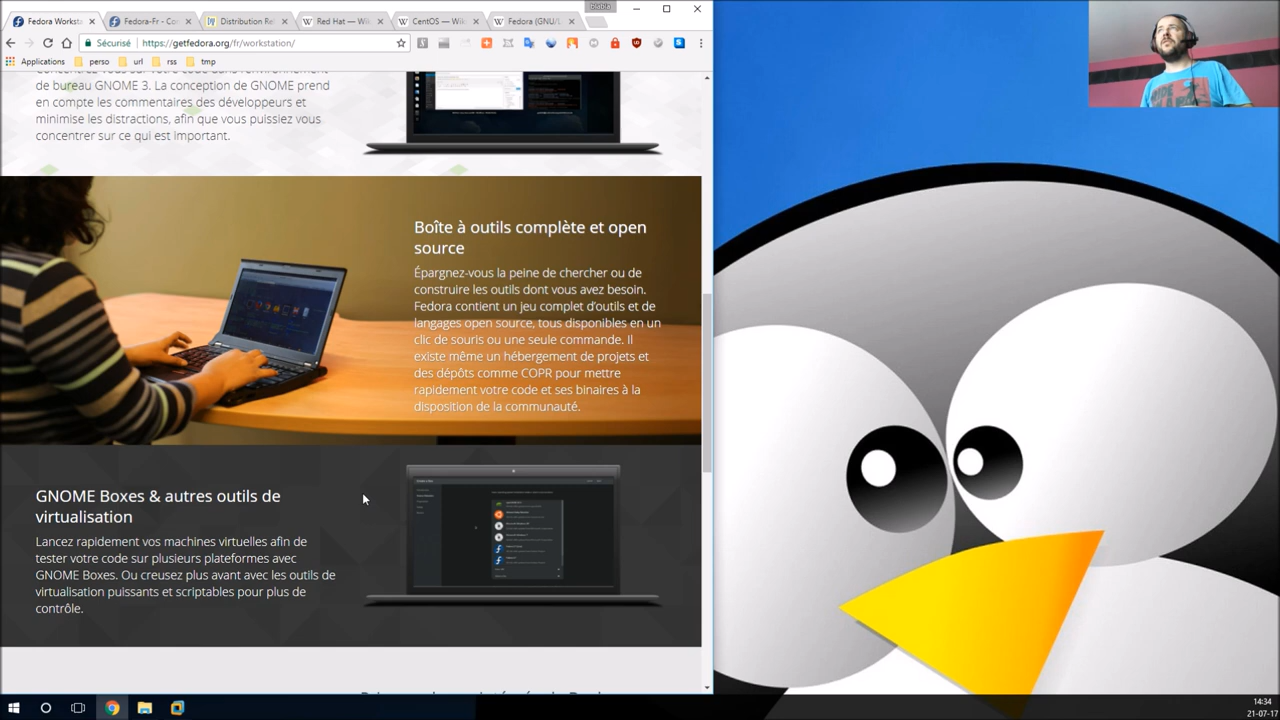 blabla
Fedora Works
Fedora-Fr - Co
Distribution Re
Red Hat — Wi
CentOS — Wik
Fedora (GNU/L
Sécurisé
https://getfedora.org/fr/workstation/
Applications
perso
url
rss
tmp
de bureau GNOME 3. La conception de GNOME prend
en compte les commentaires des développeurs et
minimise les distractions, afin que vous puissiez vous
concentrer sur ce qui est important.
Boîte à outils complète et open
source
Épargnez-vous la peine de chercher ou de
construire les outils dont vous avez besoin.
Fedora contient un jeu complet d'outils et de
langages open source, tous disponibles en un
clic de souris ou une seule commande. Il
existe même un hébergement de projets et
des dépôts comme COPR pour mettre
rapidement votre code et ses binaires à la
disposition de la communauté.
GNOME Boxes & autres outils de
virtualisation
Lancez rapidement vos machines virtuelles afin de
tester votre code sur plusieurs plateformes avec
GNOME Boxes. Ou creusez plus avant avec les outils de
virtualisation puissants et scriptables pour plus de
contrôle.
14:34
21-07-17